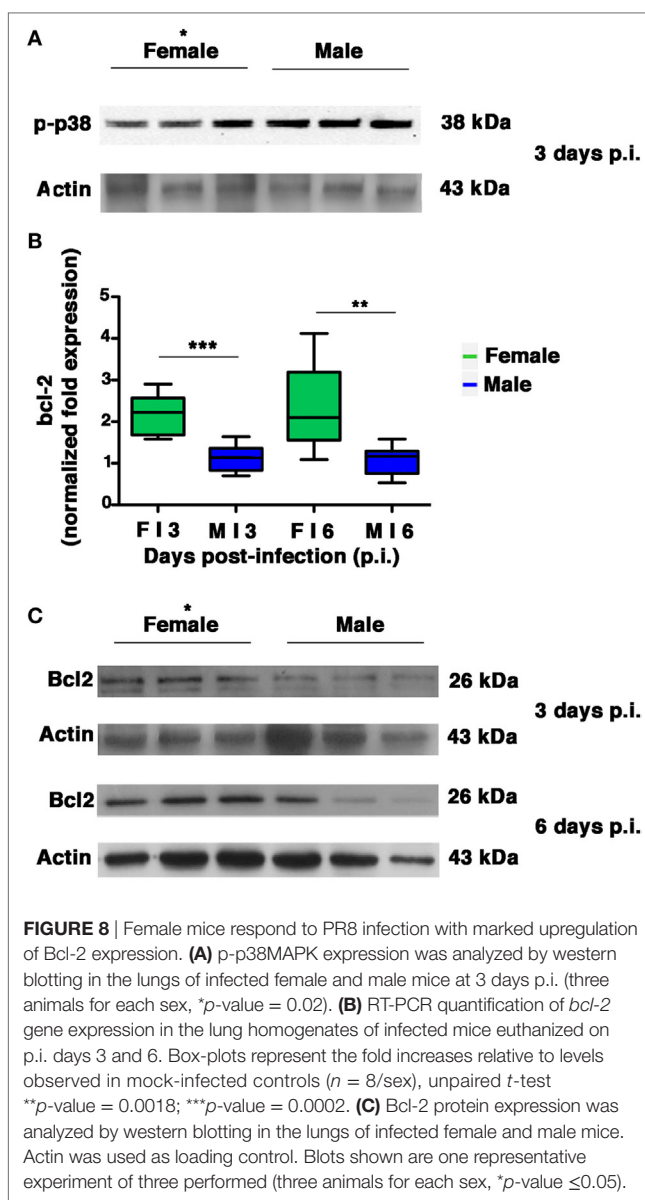 A
*
Female Male
p-p38 38 kDa
3 days p.i.
Actin 43 kDa
B
bcl-2
(normalized fold expression)
5
4
3
2
1
0
***
**
Female
Male
F I 3 M I 3 F I 6 M I 6
Days post-infection (p.i.)
C
*
Female Male
Bcl2 26 kDa
3 days p.i.
Actin 43 kDa
Bcl2 26 kDa
6 days p.i.
Actin 43 kDa
FIGURE 8 | Female mice respond to PR8 infection with marked upregulation
of Bcl-2 expression. (A) p-p38MAPK expression was analyzed by western
blotting in the lungs of infected female and male mice at 3 days p.i. (three
animals for each sex, *p-value = 0.02). (B) RT-PCR quantification of bcl-2
gene expression in the lung homogenates of infected mice euthanized on
p.i. days 3 and 6. Box-plots represent the fold increases relative to levels
observed in mock-infected controls (n = 8/sex), unpaired t-test
**p-value = 0.0018; ***p-value = 0.0002. (C) Bcl-2 protein expression was
analyzed by western blotting in the lungs of infected female and male mice.
Actin was used as loading control. Blots shown are one representative
experiment of three performed (three animals for each sex, *p-value ≤0.05).